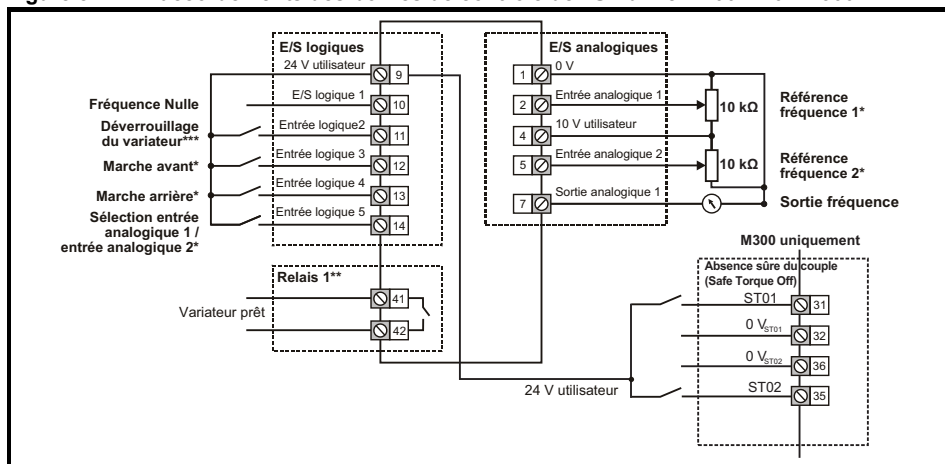 E/S logiques
24 V utilisateur
9
Fréquence Nulle
E/S logique 1
10
Déverrouillage
du variateur***
Entrée logique2
11
Marche avant*
Entrée logique 3
12
Marche arrière*
Entrée logique 4
13
Sélection entrée
analogique 1 /
entrée analogique 2*
Entrée logique 5
14
Relais 1**
Variateur prêt
41
42
E/S analogiques
1
0 V
2
Entrée analogique 1
4
10 V utilisateur
5
Entrée analogique 2
7
Sortie analogique 1
10 kΩ
Référence
fréquence 1*
10 kΩ
Référence
fréquence 2*
Sortie fréquence
M300 uniquement
Absence sûre du couple
(Safe Torque Off)
ST01
31
0 VST01
32
0 VST02
36
ST02
35
24 V utilisateur